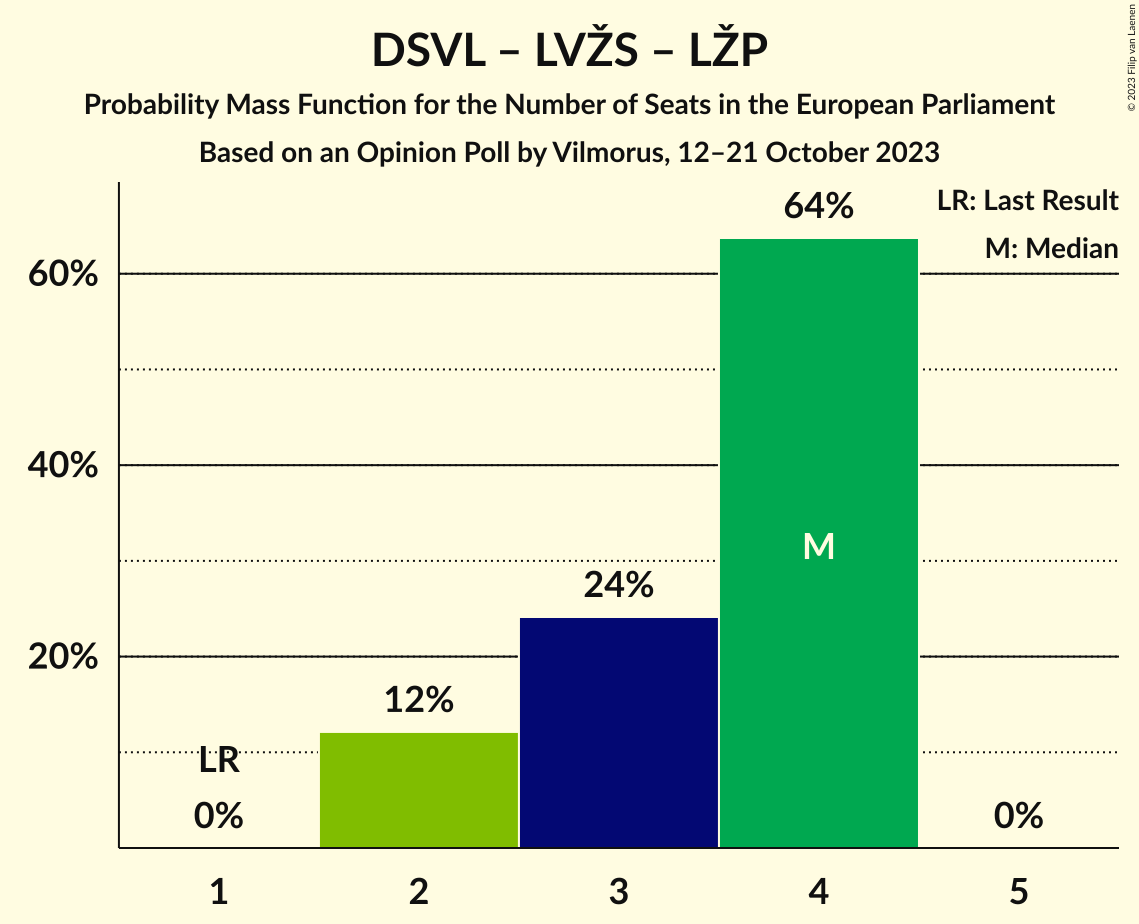 DSVL – LVŽS – LŽP
Probability Mass Function for the Number of Seats in the European Parliament
Based on an Opinion Poll by Vilmorus, 12–21 October 2023
© 2023 Filip van Laenen
LR: Last Result
M: Median
64%
60%
40%
M
24%
20%
12%
LR
0%
0%
1
2
3
4
5